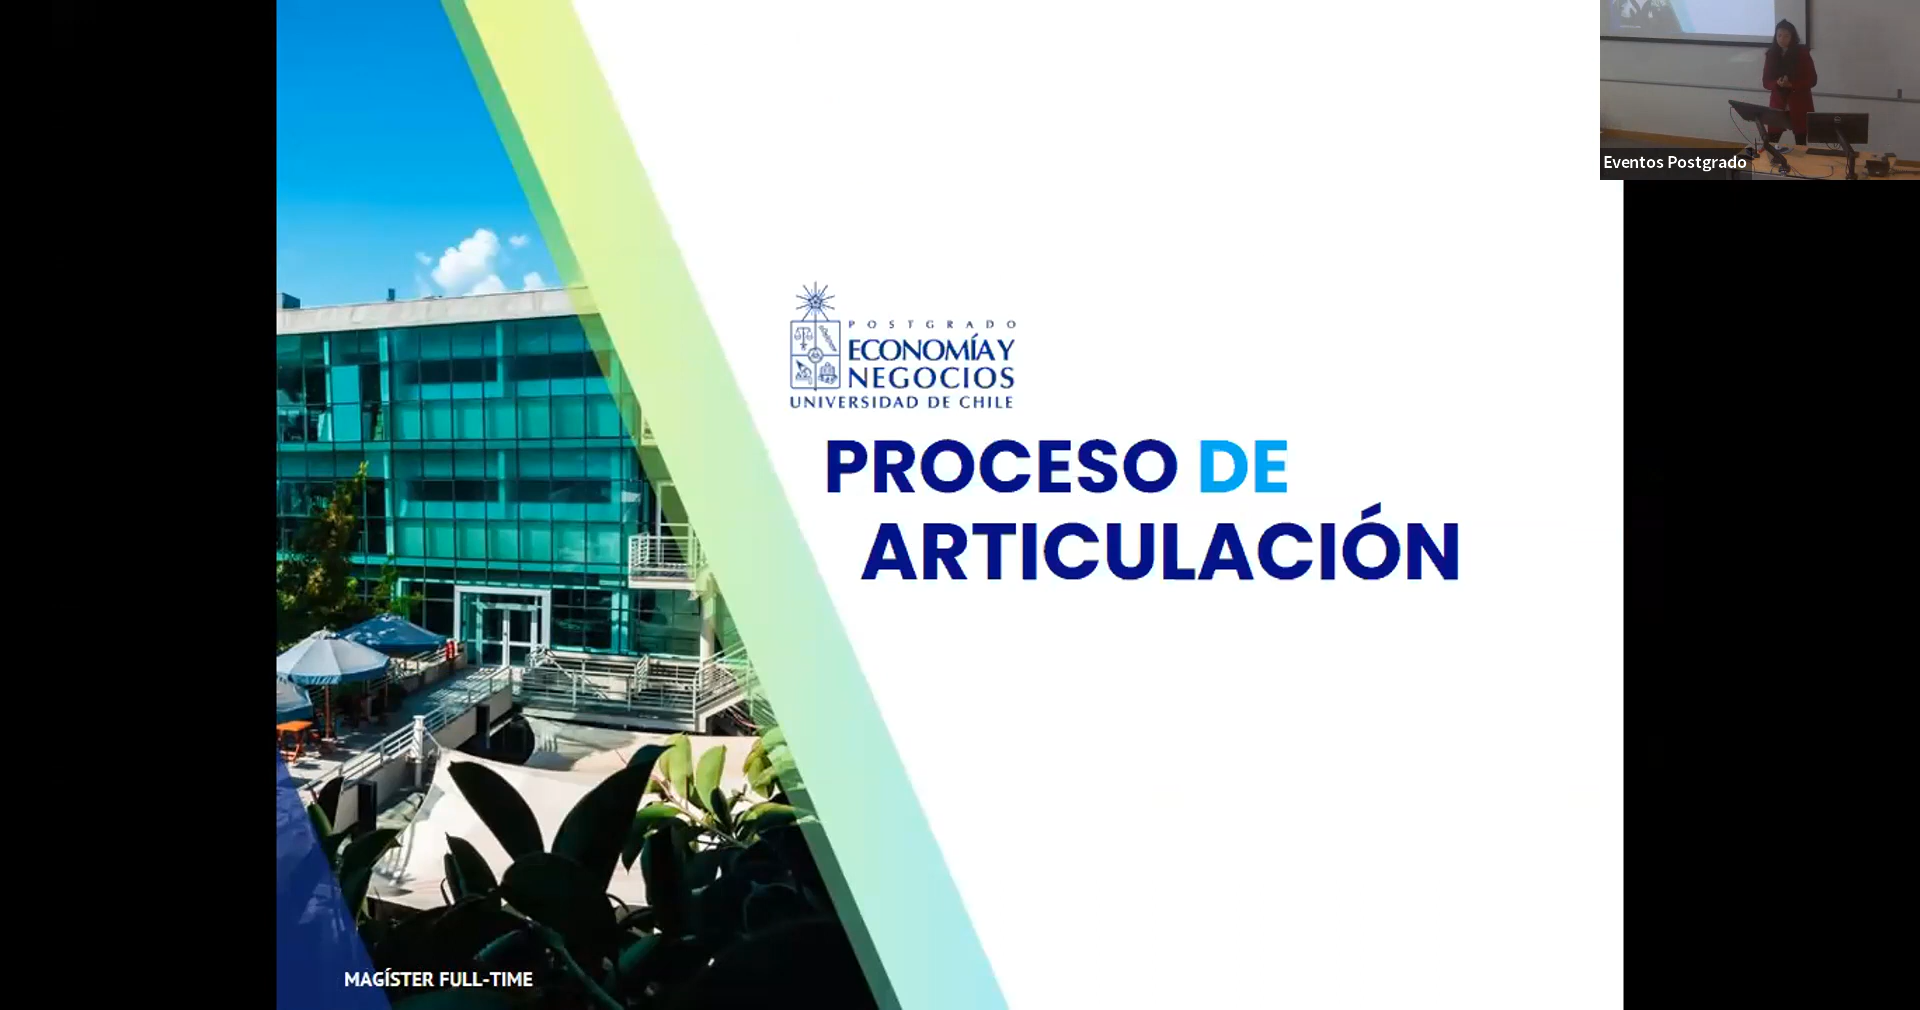 POSTGRADO
ECONOMÍA Y
NEGOCIOS
UNIVERSIDAD DE CHILE
PROCESO DE
ARTICULACIÓN
MAGÍSTER FULL-TIME
Eventos Postgrado